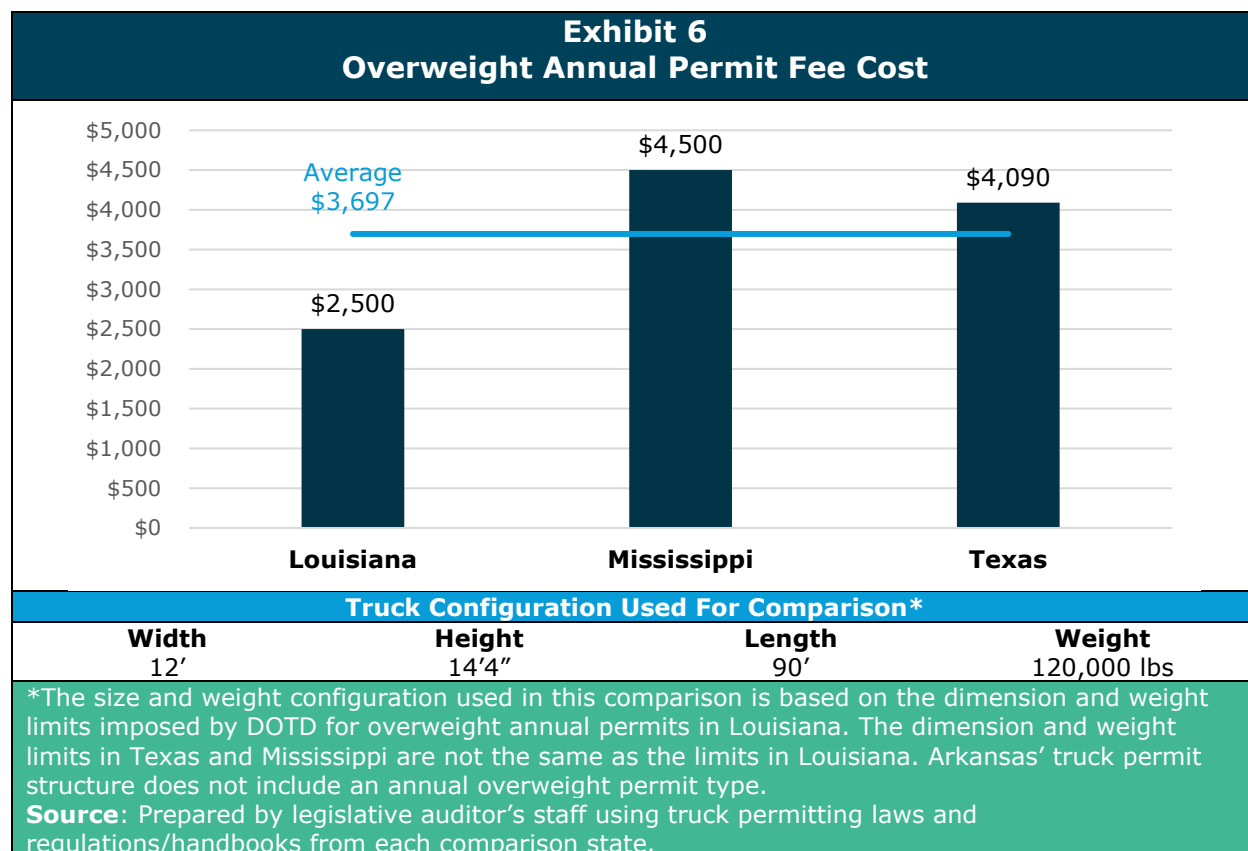 Exhibit 6
Overweight Annual Permit Fee Cost
$5,000
$4,500
$4,000
$3,500
$3,000
$2,500
$2,000
$1,500
$1,000
$500
$0
Average
$3,697
$2,500
$4,500
$4,090
Louisiana Mississippi Texas
Truck Configuration Used For Comparison*
Width Height Length Weight
12’ 14’4” 90’ 120,000 lbs
*The size and weight configuration used in this comparison is based on the dimension and weight
limits imposed by DOTD for overweight annual permits in Louisiana. The dimension and weight
limits in Texas and Mississippi are not the same as the limits in Louisiana. Arkansas’ truck permit
structure does not include an annual overweight permit type.
Source: Prepared by legislative auditor’s staff using truck permitting laws and
regulations/handbooks from each comparison state.